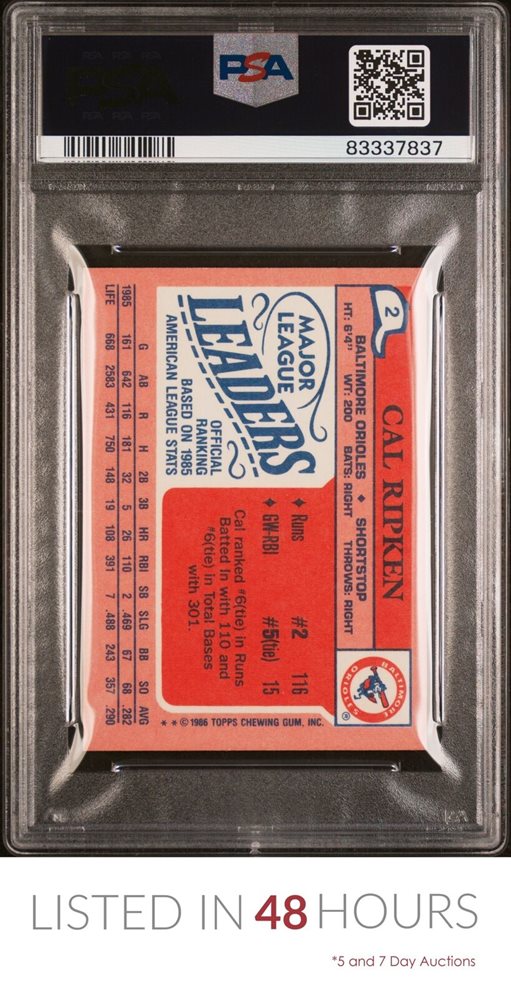 PSA
83337837
2
CAL RIPKEN
BALTIMORE ORIOLES ◆ SHORTSTOP
HT: 6'4" WT: 200 BATS: RIGHT THROWS: RIGHT
BALTIMORE
ORIOLES
®
MAJOR
LEAGUE
LEADERS
OFFICIAL
RANKING
BASED ON 1985
AMERICAN LEAGUE STATS
◆ Runs #2 116
◆ GW-RBI #5(tie) 15
Cal ranked #6(tie) in Runs
Batted In with 110 and
#6(tie) in Total Bases
with 301.
* * © 1986 TOPPS CHEWING GUM, INC.
G AB R H 2B 3B HR RBI SB SLG BB SO AVG
1985 161 642 116 181 32 5 26 110 2 .469 67 68 .282
LIFE 668 2583 431 750 148 19 108 391 7 .488 243 357 .290
LISTED IN 48 HOURS
*5 and 7 Day Auctions